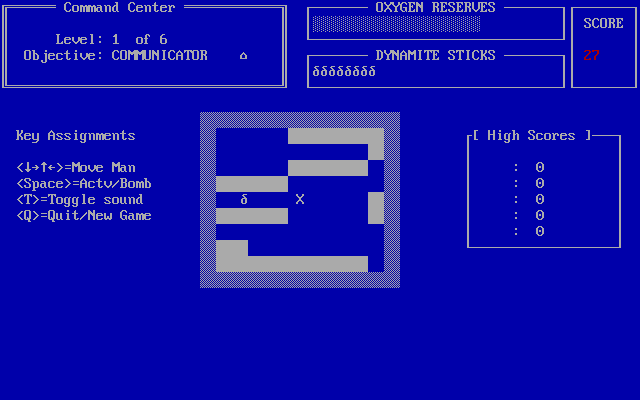 Command Center
Level: 1 of 6
Objective: COMMUNICATOR ⌂
OXYGEN RESERVES
DYNAMITE STICKS
δδδδδδδδ
SCORE
27
Key Assignments
<↓→↑←>=Move Man
<Space>=Actv/Bomb
<T>=Toggle sound
<Q>=Quit/New Game
δ X
[ High Scores ]
: 0
: 0
: 0
: 0
: 0